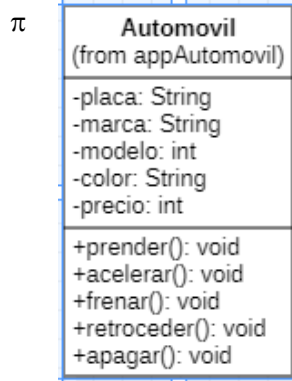 π
Automovil
(from appAutomovil)
-placa: String
-marca: String
-modelo: int
-color: String
-precio: int
+prender(): void
+acelerar(): void
+frenar(): void
+retroceder(): void
+apagar(): void